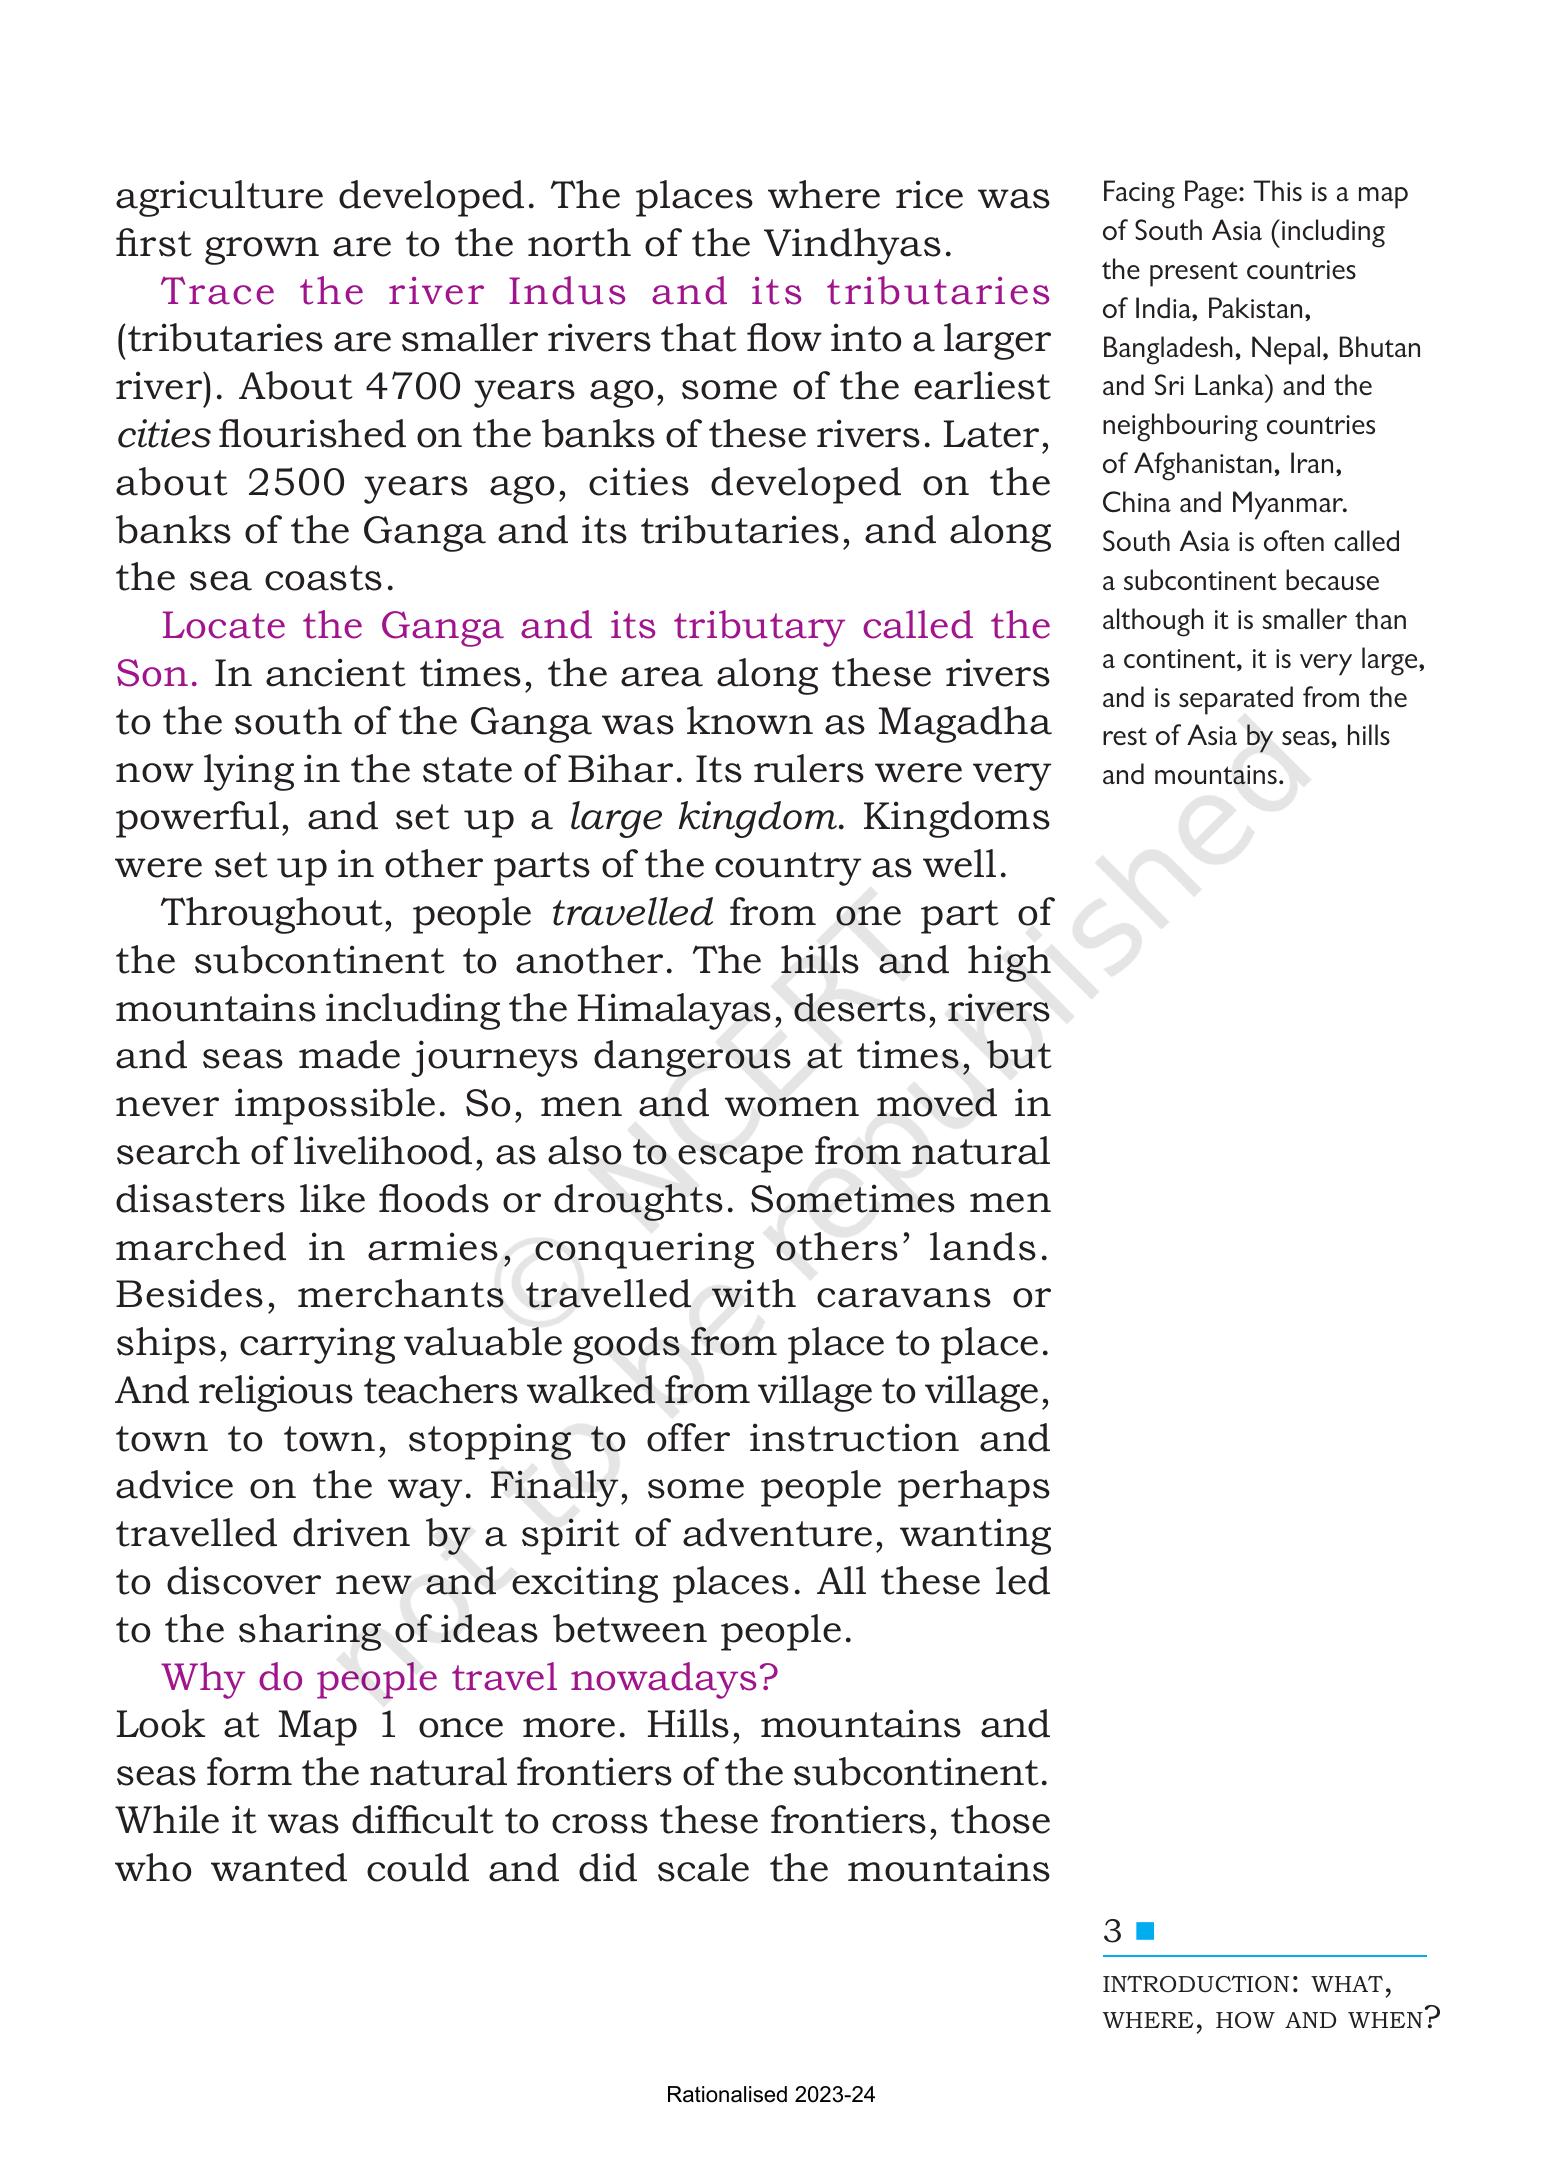 agriculture developed. The places where rice was
first grown are to the north of the Vindhyas.
Trace the river Indus and its tributaries
(tributaries are smaller rivers that flow into a larger
river). About 4700 years ago, some of the earliest
cities flourished on the banks of these rivers. Later,
about 2500 years ago, cities developed on the
banks of the Ganga and its tributaries, and along
the sea coasts.
Locate the Ganga and its tributary called the
Son. In ancient times, the area along these rivers
to the south of the Ganga was known as Magadha
now lying in the state of Bihar. Its rulers were very
powerful, and set up a large kingdom. Kingdoms
were set up in other parts of the country as well.
Throughout, people travelled from one part of
the subcontinent to another. The hills and high
mountains including the Himalayas, deserts, rivers
and seas made journeys dangerous at times, but
never impossible. So, men and women moved in
search of livelihood, as also to escape from natural
disasters like floods or droughts. Sometimes men
marched in armies, conquering others’ lands.
Besides, merchants travelled with caravans or
ships, carrying valuable goods from place to place.
And religious teachers walked from village to village,
town to town, stopping to offer instruction and
advice on the way. Finally, some people perhaps
travelled driven by a spirit of adventure, wanting
to discover new and exciting places. All these led
to the sharing of ideas between people.
Why do people travel nowadays?
Look at Map 1 once more. Hills, mountains and
seas form the natural frontiers of the subcontinent.
While it was difficult to cross these frontiers, those
who wanted could and did scale the mountains
Facing Page: This is a map
of South Asia (including
the present countries
of India, Pakistan,
Bangladesh, Nepal, Bhutan
and Sri Lanka) and the
neighbouring countries
of Afghanistan, Iran,
China and Myanmar.
South Asia is often called
a subcontinent because
although it is smaller than
a continent, it is very large,
and is separated from the
rest of Asia by seas, hills
and mountains.
© NCERT
not to be republished
3
INTRODUCTION: WHAT,
WHERE, HOW AND WHEN?
Rationalised 2023-24